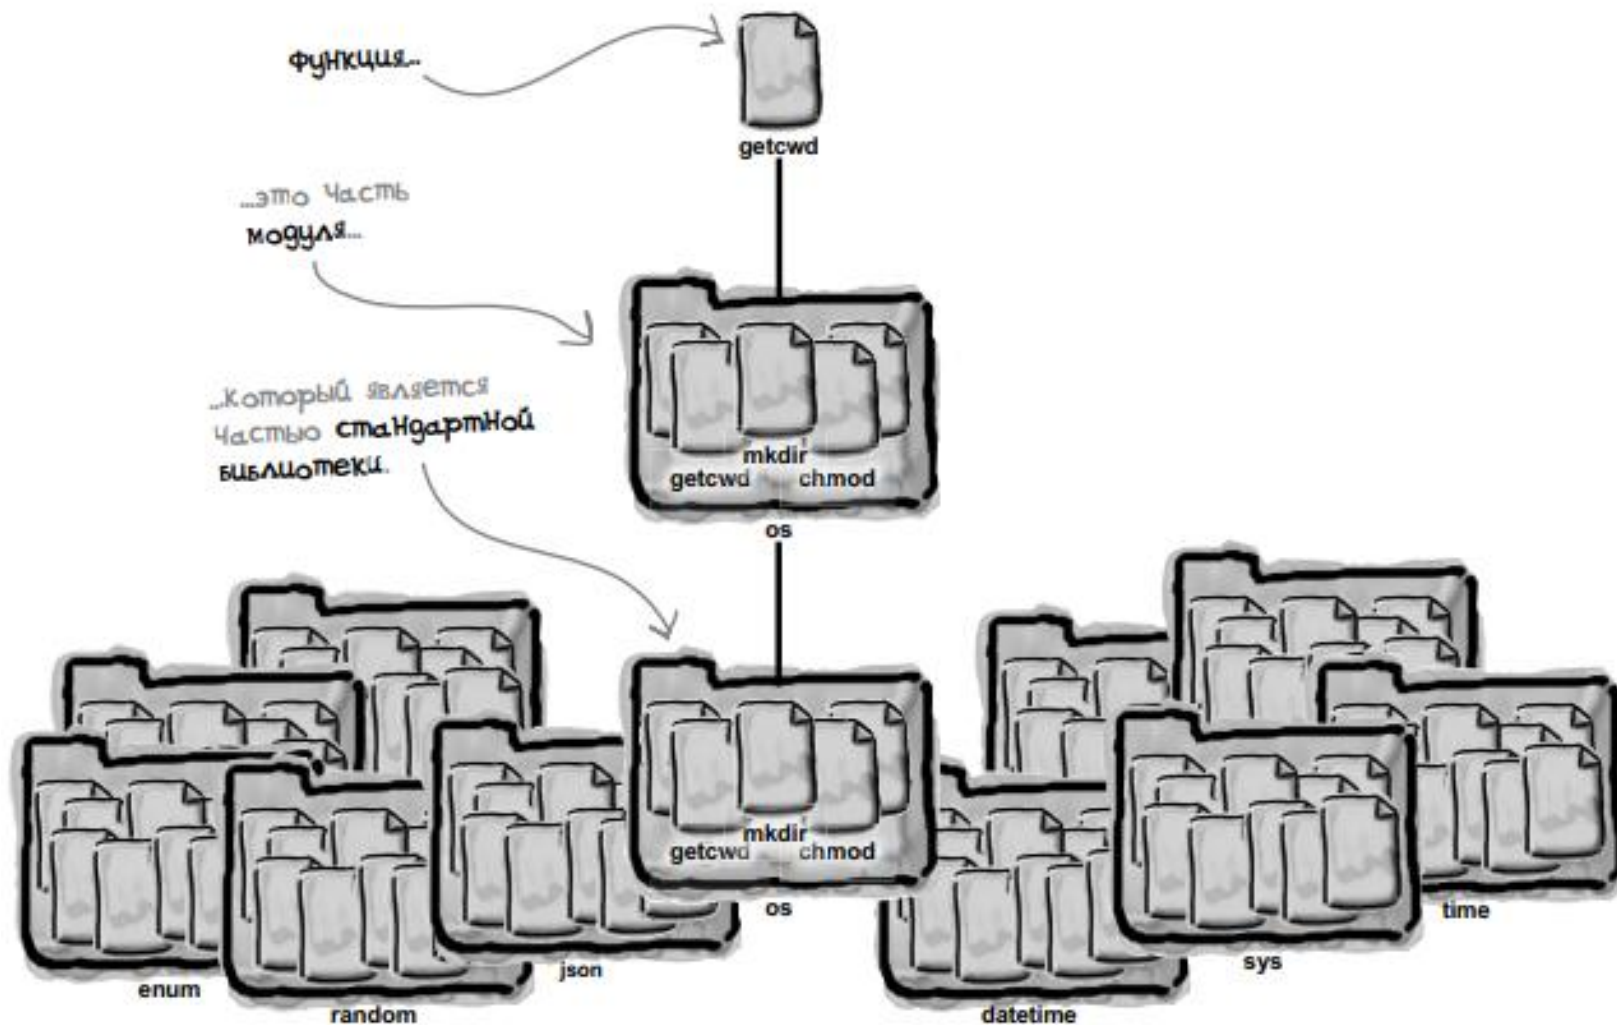 функция...
getcwd
...это часть
модуля...
mkdir
getcwd chmod
os
...который является
частью стандартной
библиотеки.
mkdir
getcwd chmod
os
enum
random
json
datetime
sys
time